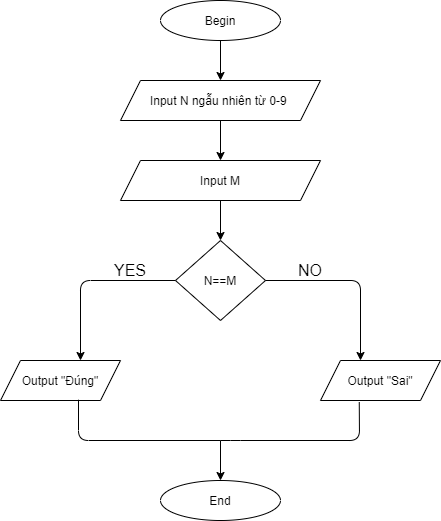 Begin
Input N ngẫu nhiên từ 0-9
Input M
N==M
YES
NO
Output "Đúng"
Output "Sai"
End